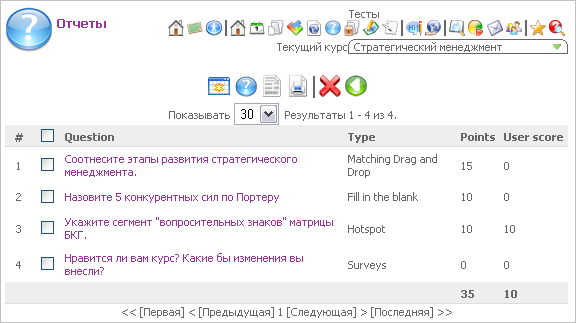 Тесты
Отчеты
Текущий курс Стратегический менеджмент
Показывать 30 Результаты 1 - 4 из 4.
# Question Type Points User score
1 Соотнесите этапы развития стратегического менеджмента. Matching Drag and Drop 15 0
2 Назовите 5 конкурентных сил по Портеру Fill in the blank 10 0
3 Укажите сегмент "вопросительных знаков" матрицы БКГ. Hotspot 10 10
4 Нравится ли вам курс? Какие бы изменения вы внесли? Surveys 0 0
35 10
<< [Первая] < [Предыдущая] 1 [Следующая] > [Последняя] >>